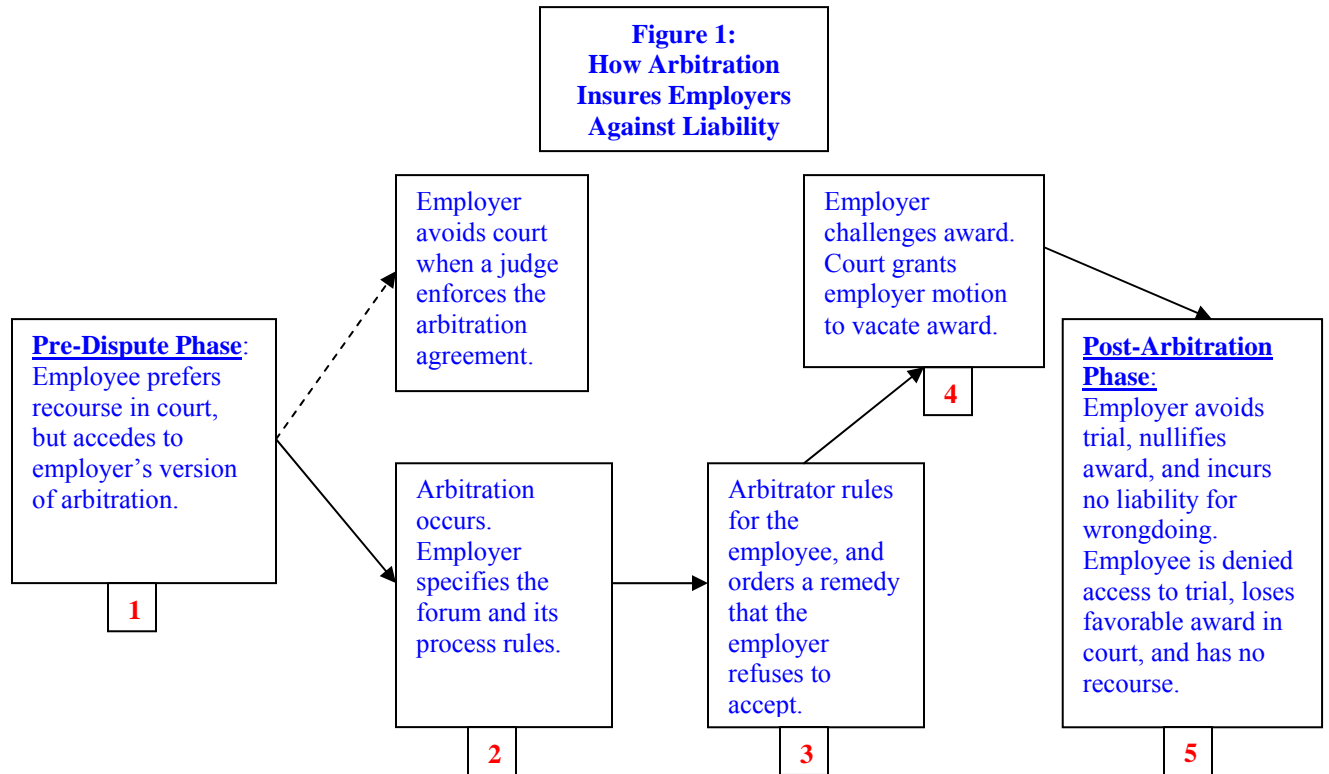 Figure 1:
How Arbitration
Insures Employers
Against Liability
Pre-Dispute Phase:
Employee prefers
recourse in court,
but accedes to
employer’s version
of arbitration.
1
Employer
avoids court
when a judge
enforces the
arbitration
agreement.
Arbitration
occurs.
Employer
specifies the
forum and its
process rules.
2
Arbitrator rules
for the
employee, and
orders a remedy
that the
employer
refuses to
accept.
3
Employer
challenges award.
Court grants
employer motion
to vacate award.
4
Post-Arbitration
Phase:
Employer avoids
trial, nullifies
award, and incurs
no liability for
wrongdoing.
Employee is denied
access to trial, loses
favorable award in
court, and has no
recourse.
5